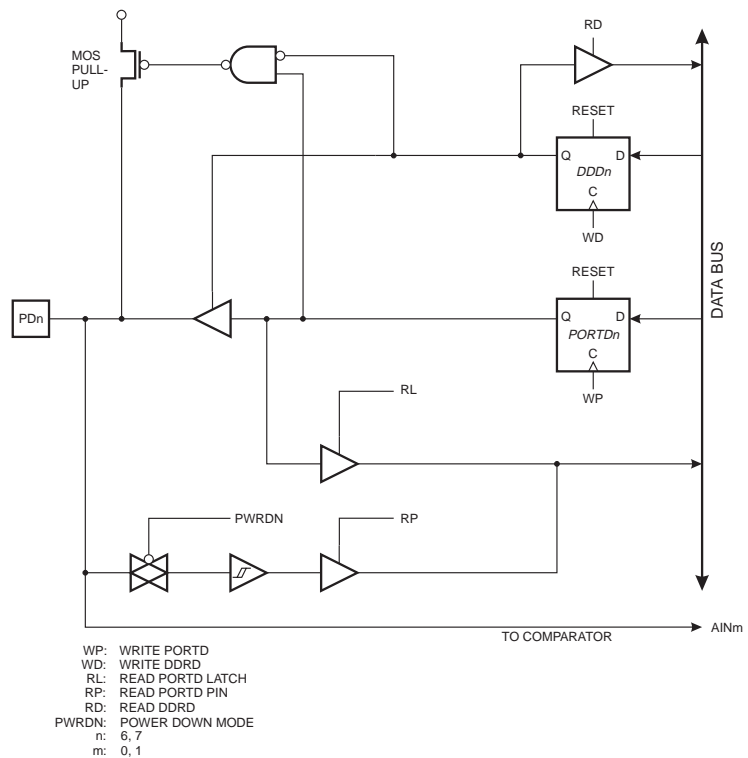 RD
MOS
PULL-
UP
RESET
Q D
DDDn
C
WD
DATA BUS
RESET
PDn
Q D
PORTDn
C
WP
RL
PWRDN
RP
TO COMPARATOR
AINm
WP: WRITE PORTD
WD: WRITE DDRD
RL: READ PORTD LATCH
RP: READ PORTD PIN
RD: READ DDRD
PWRDN: POWER DOWN MODE
n: 6, 7
m: 0, 1